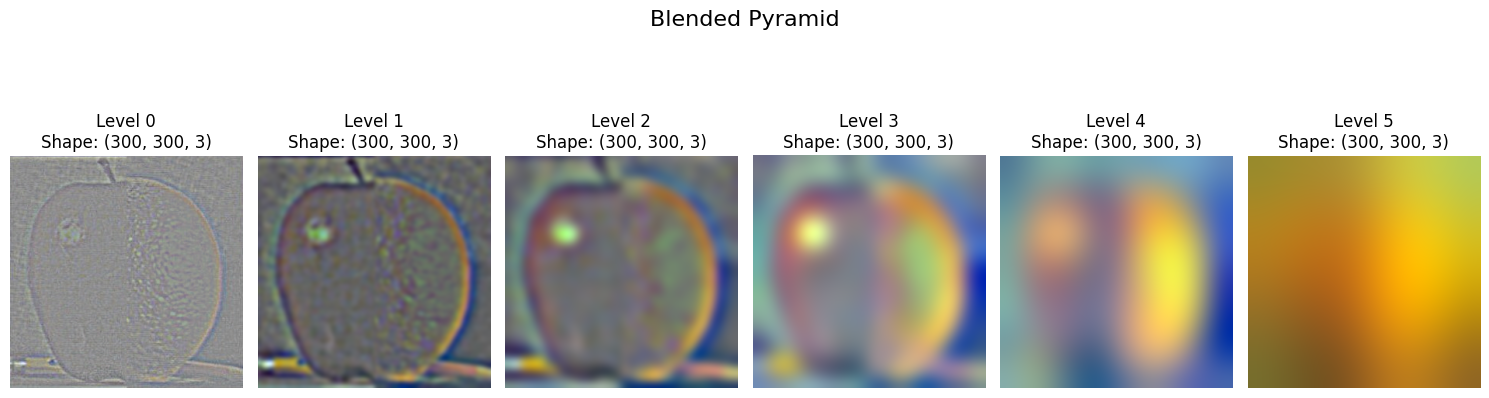 Blended Pyramid
Level 0
Shape: (300, 300, 3)
Level 1
Shape: (300, 300, 3)
Level 2
Shape: (300, 300, 3)
Level 3
Shape: (300, 300, 3)
Level 4
Shape: (300, 300, 3)
Level 5
Shape: (300, 300, 3)